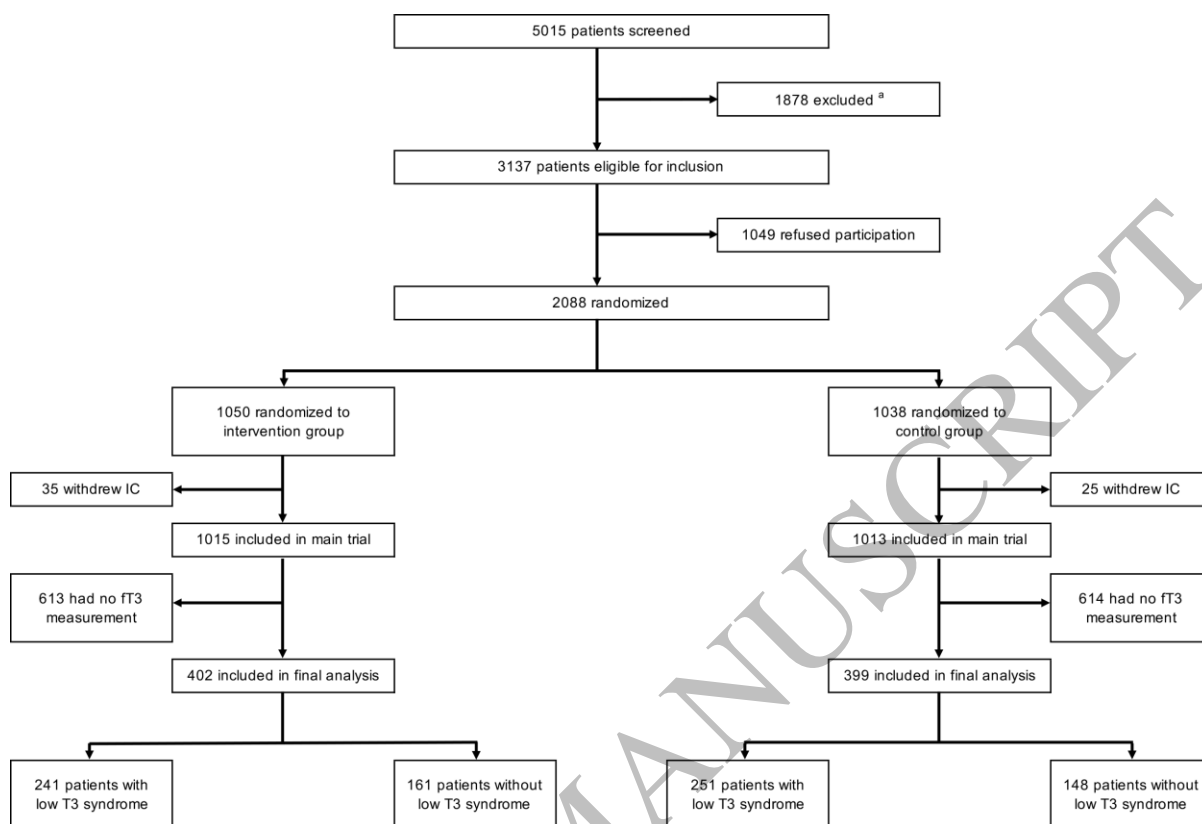 5015 patients screened
1878 excluded a
3137 patients eligible for inclusion
1049 refused participation
2088 randomized
1050 randomized to
intervention group
1038 randomized to
control group
35 withdrew IC
25 withdrew IC
1015 included in main trial
1013 included in main trial
613 had no fT3
measurement
614 had no fT3
measurement
402 included in final analysis
399 included in final analysis
241 patients with
low T3 syndrome
161 patients without
low T3 syndrome
251 patients with
low T3 syndrome
148 patients without
low T3 syndrome
MANUSCRIPT